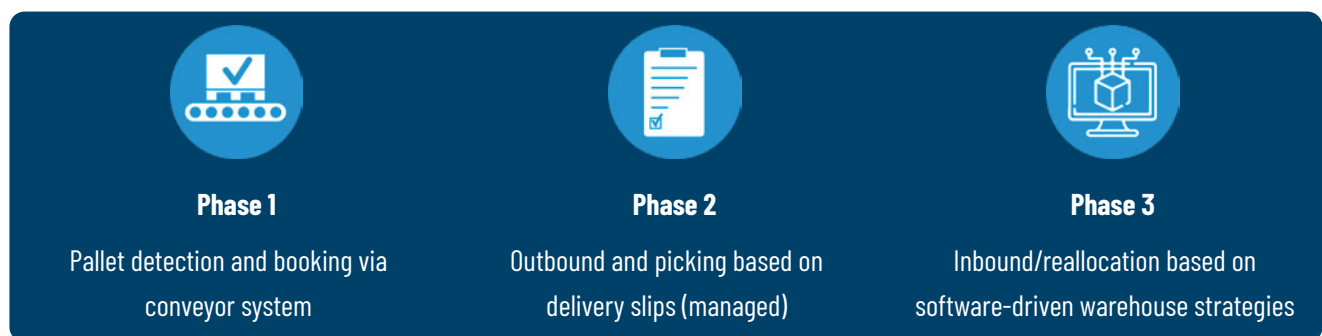 Phase 1
Pallet detection and booking via
conveyor system
Phase 2
Outbound and picking based on
delivery slips (managed)
Phase 3
Inbound/reallocation based on
software-driven warehouse strategies